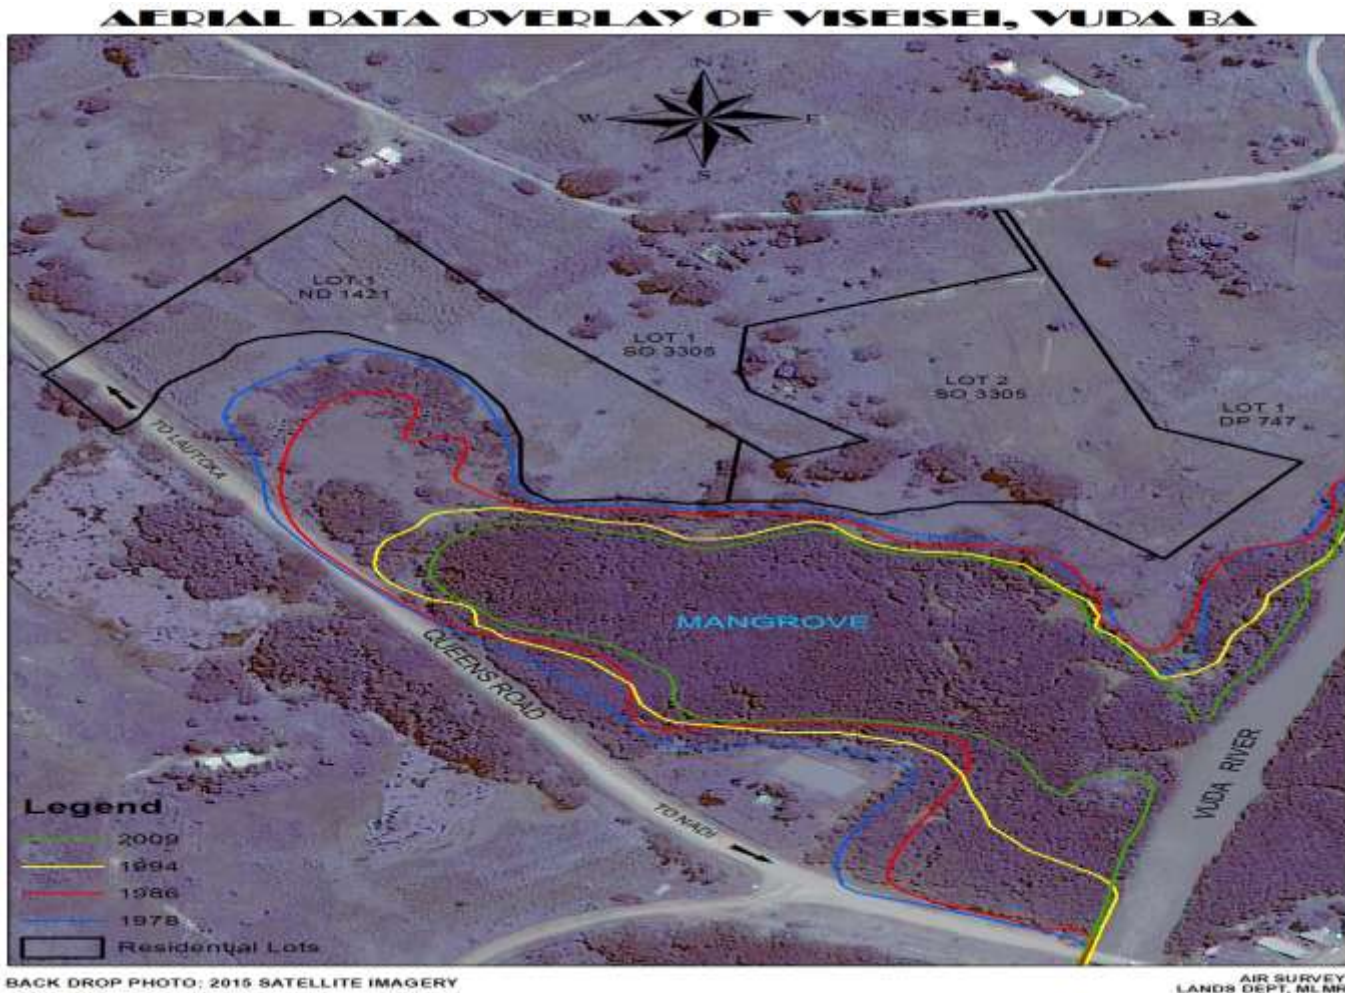 AERIAL DATA OVERLAY OF VISEISEI, VUDA BA
N
W E
S
LOT 1
ND 1421
LOT 1
SO 3305
LOT 2
SO 3305
LOT 1
DP 747
TO LAUTOKA
MANGROVE
QUEENS ROAD
VUDA RIVER
TO NADI
Legend
2009
1994
1986
1978
Residential Lots
BACK DROP PHOTO: 2015 SATELLITE IMAGERY
AIR SURVEY
LANDS DEPT. MLMR